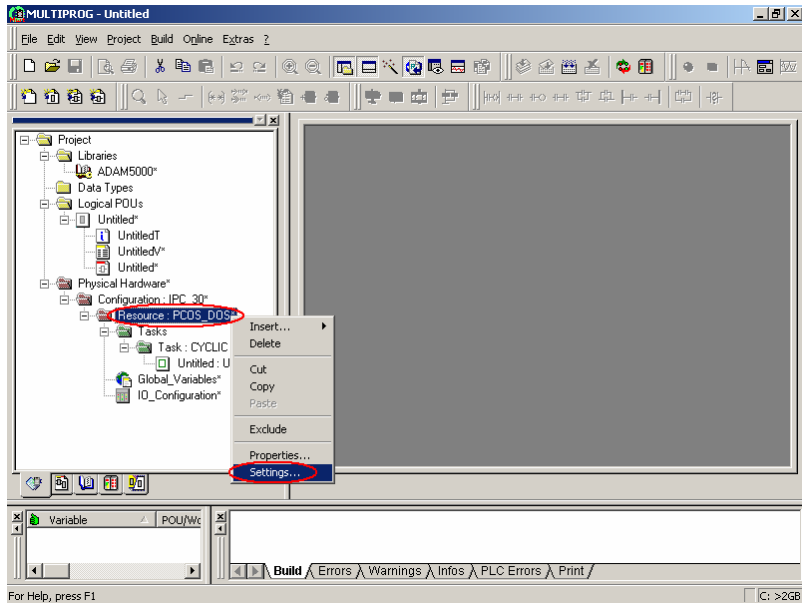 MULTIPROG - Untitled
File Edit View Project Build Online Extras ?
Project
Libraries
ADAM5000*
Data Types
Logical POUs
Untitled*
UntitledT
UntitledV*
Untitled*
Physical Hardware*
Configuration : IPC_30*
Resource : PCOS_DOS*
Tasks
Task : CYCLIC
Untitled : U
Global_Variables*
IO_Configuration*
Insert...
Delete
Cut
Copy
Paste
Exclude
Properties...
Settings...
Variable POU/Wo
Build Errors Warnings Infos PLC Errors Print
For Help, press F1 C: >2GB